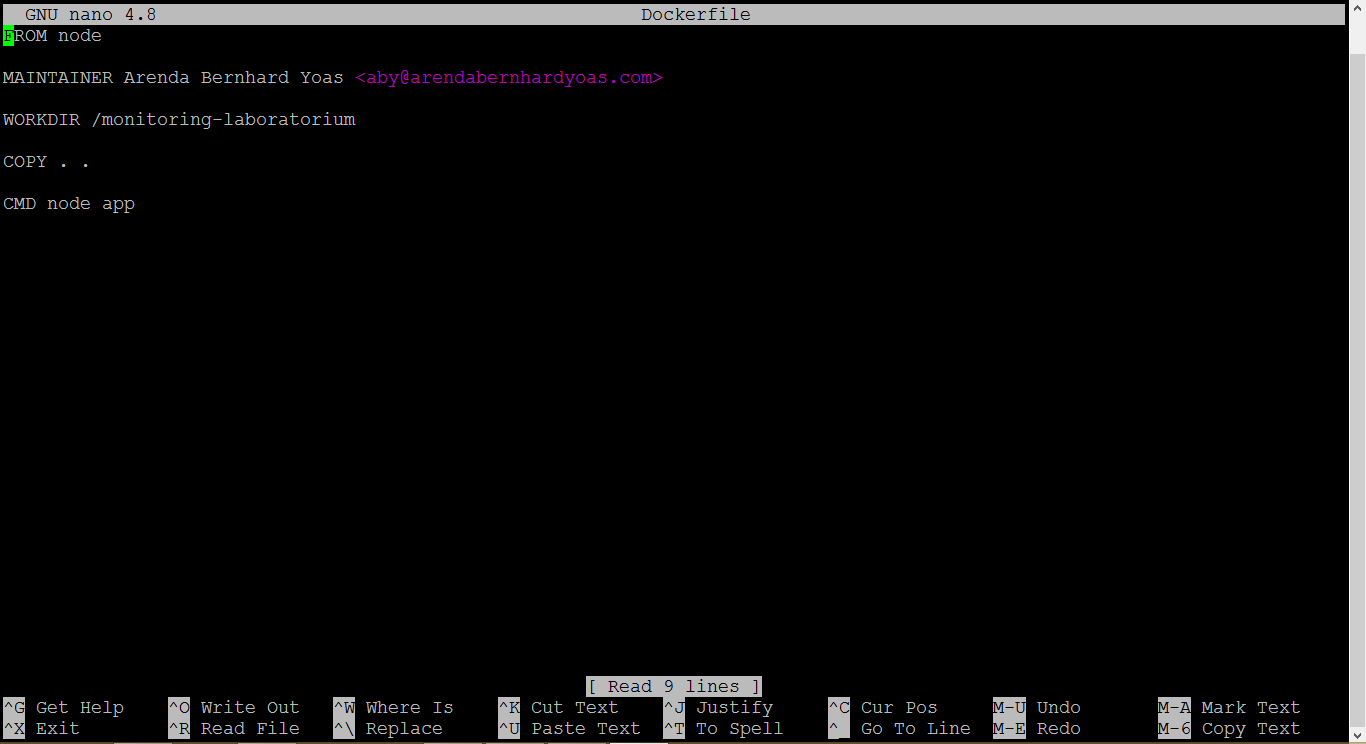 GNU nano 4.8 Dockerfile
FROM node
MAINTAINER Arenda Bernhard Yoas <aby@arendabernhardyoas.com>
WORKDIR /monitoring-laboratorium
COPY . .
CMD node app
[ Read 9 lines ]
^G Get Help ^O Write Out ^W Where Is ^K Cut Text ^J Justify ^C Cur Pos M-U Undo M-A Mark Text
^X Exit ^R Read File ^\ Replace ^U Paste Text ^T To Spell ^_ Go To Line M-E Redo M-6 Copy Text